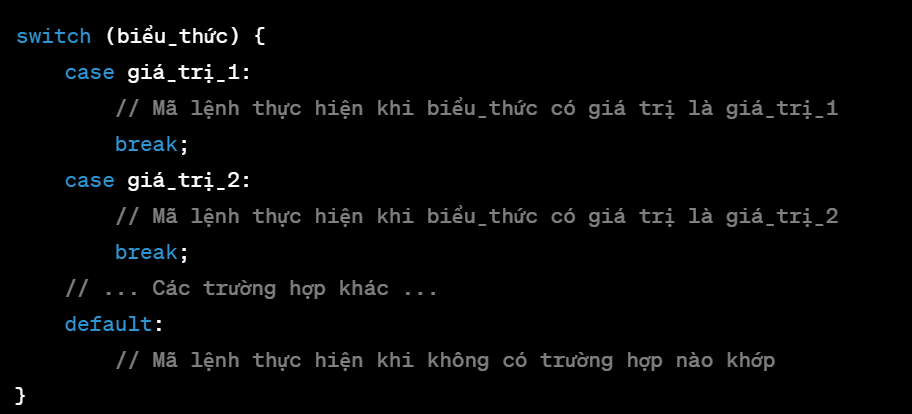 switch (biểu_thức) {
    case giá_trị_1:
        // Mã lệnh thực hiện khi biểu_thức có giá trị là giá_trị_1
        break;
    case giá_trị_2:
        // Mã lệnh thực hiện khi biểu_thức có giá trị là giá_trị_2
        break;
    // ... Các trường hợp khác ...
    default:
        // Mã lệnh thực hiện khi không có trường hợp nào khớp
}